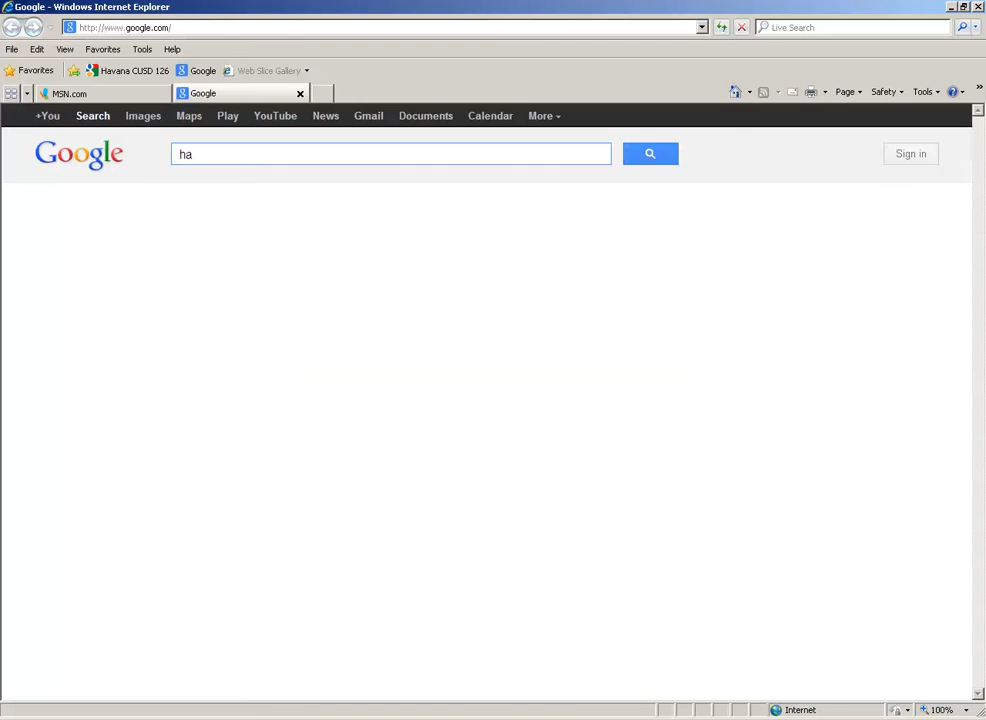 Google - Windows Internet Explorer
http://www.google.com/
Live Search
File Edit View Favorites Tools Help
Favorites Havana CUSD 126 Google Web Slice Gallery
MSN.com Google Page Safety Tools »
+You Search Images Maps Play YouTube News Gmail Documents Calendar More
Google ha Sign in
Internet 100%